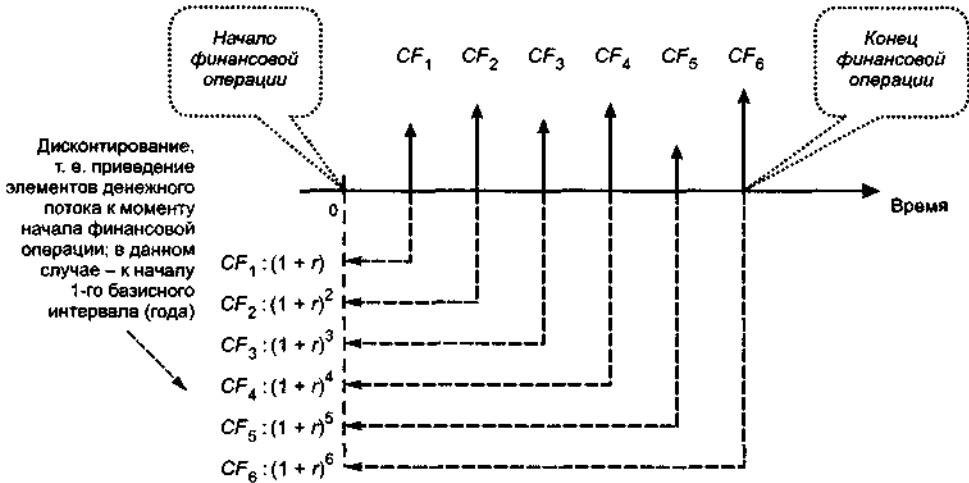 Начало
финансовой
операции
CF₁ CF₂ CF₃ CF₄ CF₅ CF₆
Конец
финансовой
операции
Дисконтирование,
т. е. приведение
элементов денежного
потока к моменту
начала финансовой
операции; в данном
случае – к началу
1-го базисного
интервала (года)
0
Время
CF₁ : (1 + r)
CF₂ : (1 + r)²
CF₃ : (1 + r)³
CF₄ : (1 + r)⁴
CF₅ : (1 + r)⁵
CF₆ : (1 + r)⁶